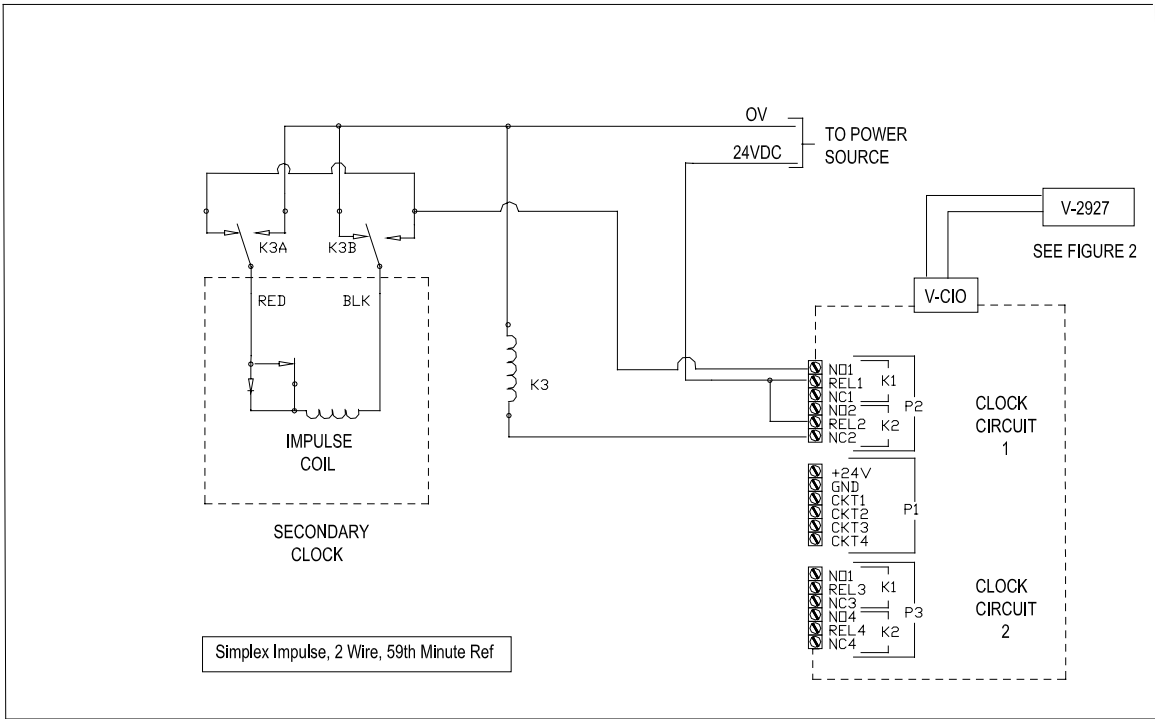 OV
24VDC
TO POWER
SOURCE
V-2927
SEE FIGURE 2
V-CIO
K3A
K3B
RED
BLK
K3
IMPULSE
COIL
SECONDARY
CLOCK
NO1
REL1
NC1
NO2
REL2
NC2
K1
K2
P2
CLOCK
CIRCUIT
1
+24V
GND
CKT1
CKT2
CKT3
CKT4
P1
NO1
REL3
NC3
NO4
REL4
NC4
K1
K2
P3
CLOCK
CIRCUIT
2
Simplex Impulse, 2 Wire, 59th Minute Ref